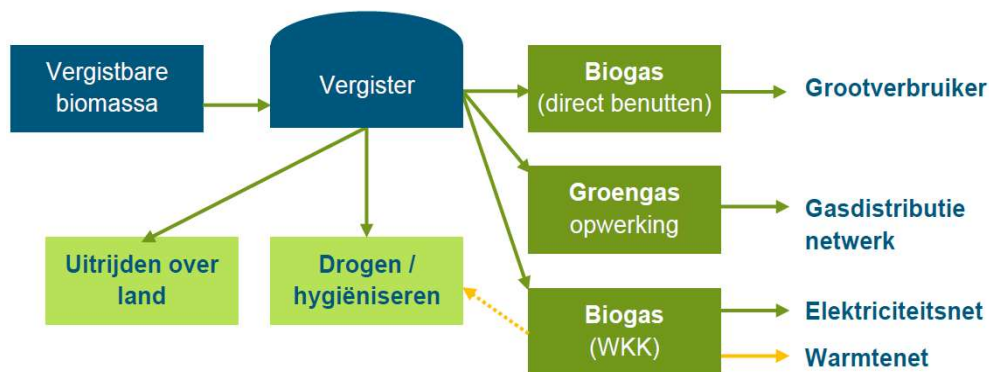 Vergistbare
biomassa
Vergister
Biogas
(direct benutten)
Grootverbruiker
Groengas
opwerking
Gasdistributie
netwerk
Uitrijden over
land
Drogen /
hygiëniseren
Biogas
(WKK)
Elektriciteitsnet
Warmtenet